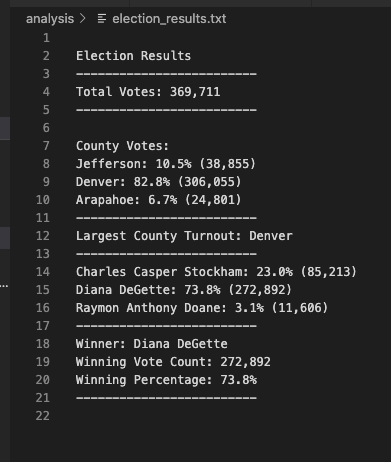 analysis > election_results.txt
1
2 Election Results
3 -------------------------
4 Total Votes: 369,711
5 -------------------------
6
7 County Votes:
8 Jefferson: 10.5% (38,855)
9 Denver: 82.8% (306,055)
10 Arapahoe: 6.7% (24,801)
11 -------------------------
12 Largest County Turnout: Denver
13 -------------------------
14 Charles Casper Stockham: 23.0% (85,213)
15 Diana DeGette: 73.8% (272,892)
16 Raymon Anthony Doane: 3.1% (11,606)
17 -------------------------
18 Winner: Diana DeGette
19 Winning Vote Count: 272,892
20 Winning Percentage: 73.8%
21 -------------------------
22